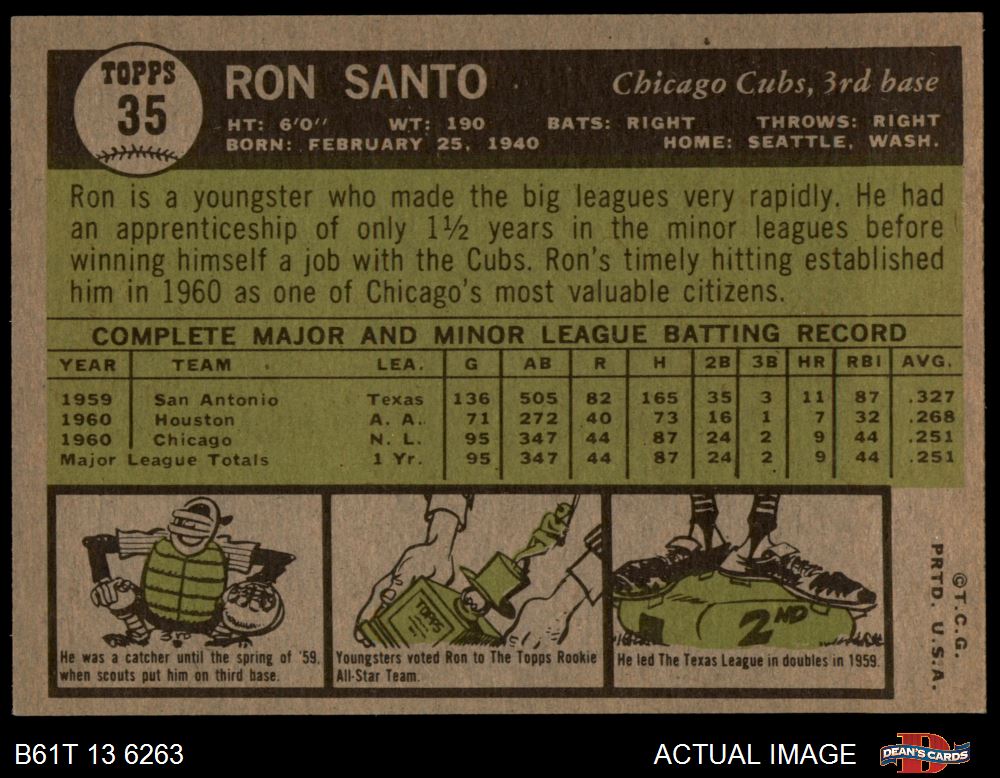 TOPPS
35
RON SANTO
Chicago Cubs, 3rd base
HT: 6'0" WT: 190 BATS: RIGHT THROWS: RIGHT
BORN: FEBRUARY 25, 1940 HOME: SEATTLE, WASH.
Ron is a youngster who made the big leagues very rapidly. He had
an apprenticeship of only 1½ years in the minor leagues before
winning himself a job with the Cubs. Ron's timely hitting established
him in 1960 as one of Chicago's most valuable citizens.
COMPLETE MAJOR AND MINOR LEAGUE BATTING RECORD
YEAR TEAM LEA. G AB R H 2B 3B HR RBI AVG.
1959 San Antonio Texas 136 505 82 165 35 3 11 87 .327
1960 Houston A. A. 71 272 40 73 16 1 7 32 .268
1960 Chicago N. L. 95 347 44 87 24 2 9 44 .251
Major League Totals 1 Yr. 95 347 44 87 24 2 9 44 .251
3rd
He was a catcher until the spring of '59,
when scouts put him on third base.
TOPPS
Youngsters voted Ron to The Topps Rookie
All-Star Team.
2ND
He led The Texas League in doubles in 1959.
©T.C.G.
PRTD. U.S.A.
B61T 13 6263
ACTUAL IMAGE
DEAN'S CARDS